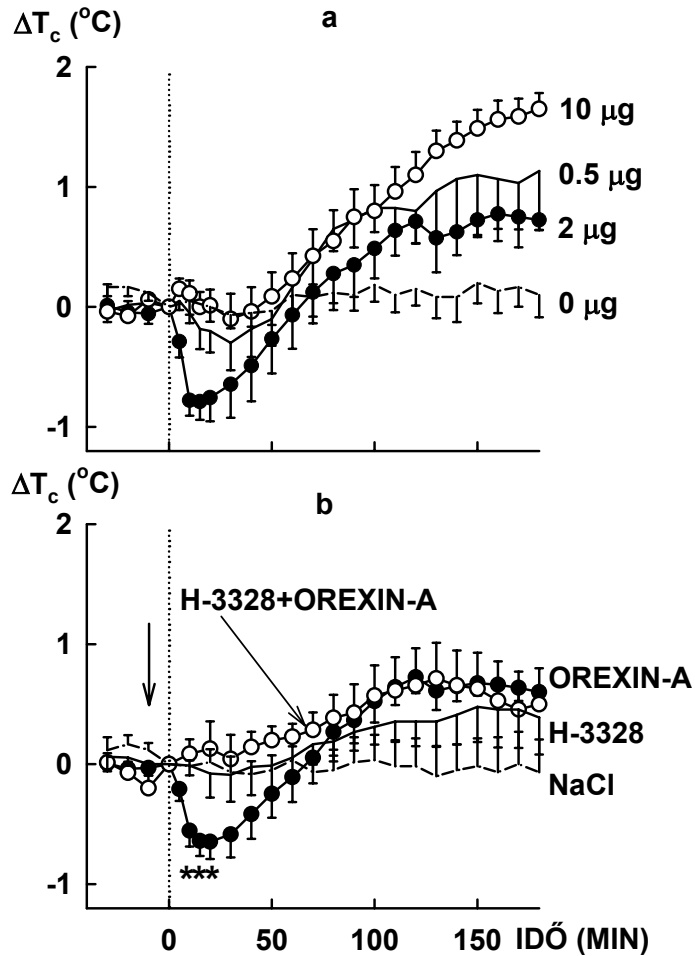 ΔTc (°C)
a
2
1
0
-1
10 μg
0.5 μg
2 μg
0 μg
ΔTc (°C)
b
2
1
0
-1
H-3328+OREXIN-A
OREXIN-A
H-3328
NaCl
***
0 50 100 150 IDŐ (MIN)